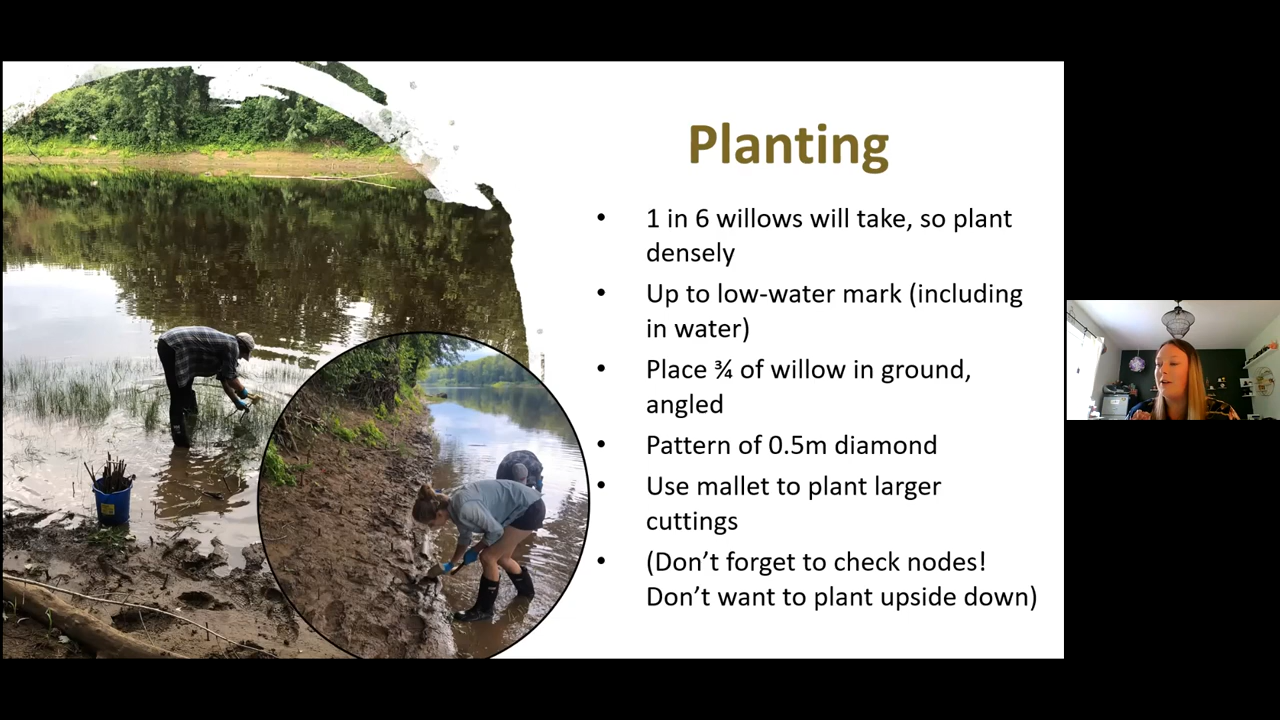 Planting
• 1 in 6 willows will take, so plant
densely
• Up to low-water mark (including
in water)
• Place ¾ of willow in ground,
angled
• Pattern of 0.5m diamond
• Use mallet to plant larger
cuttings
• (Don’t forget to check nodes!
Don’t want to plant upside down)